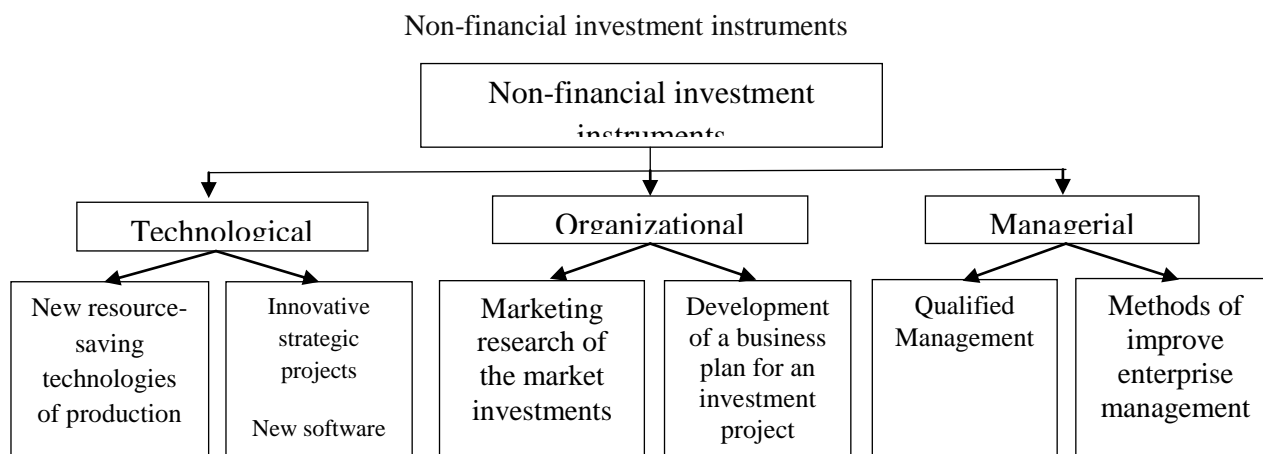 Non-financial investment instruments
Non-financial investment
instruments
Technological
Organizational
Managerial
New resource-
saving
technologies
of production
Innovative
strategic
projects
New software
Marketing
research of
the market
investments
Development
of a business
plan for an
investment
project
Qualified
Management
Methods of
improve
enterprise
management